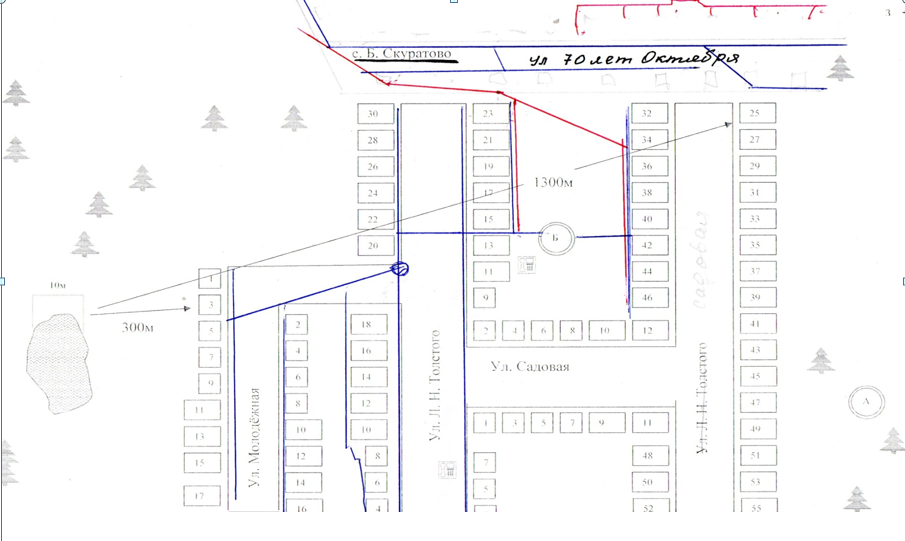 3
с. Б. Скуратово
ул 70 лет Октября
30 23 32 25
28 21 34 27
26 19 36 29
1300м
24 17 38 31
22 15 40 33
20 13 Б 42 35
1 11 44 37
10м
3 9 46 39
300м
5 2 18 2 4 6 8 10 12 41
7 4 16 43
Ул. Садовая
9 6 14 45
Ул. Молодёжная
Ул. Л. Н. Толстого
Ул. Л. Н. Толстого
11 8 12 47 А
13 10 10 1 3 5 7 9 11 49
15 12 8 7 48 51
17 14 6 5 50 53
16 4 52 55